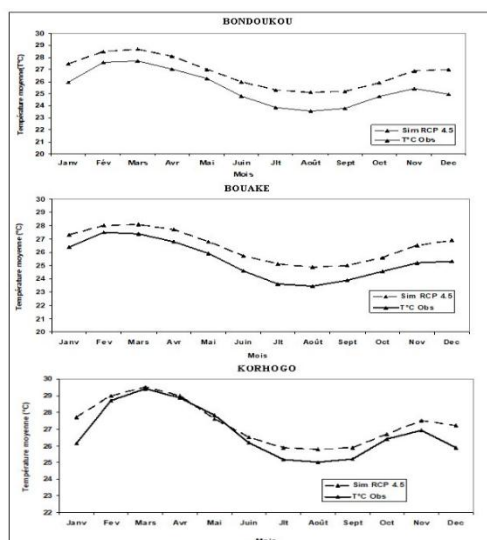 BONDOUKOU
Température moyenne(T°C)
30
29
28
27
26
25
24
23
22
21
20
Sim RCP 4.5
T°C Obs
Janv Fév Mars Avr Mai Juin Jlt Août Sept Oct Nov Dec
Mois
BOUAKE
Température moyenne (°C)
30
29
28
27
26
25
24
23
22
21
20
Sim RCP 4.5
T°C Obs
Janv Fév Mars Avr Mai Juin Jlt Août Sept Oct Nov Dec
Mois
KORHOGO
Température moyenne (°C)
30
29
28
27
26
25
24
23
22
Sim RCP 4.5
T°C Obs
Janv Fev Mars Avr Mai Juin Jlt Août Sept Oct Nov Dec
Mois